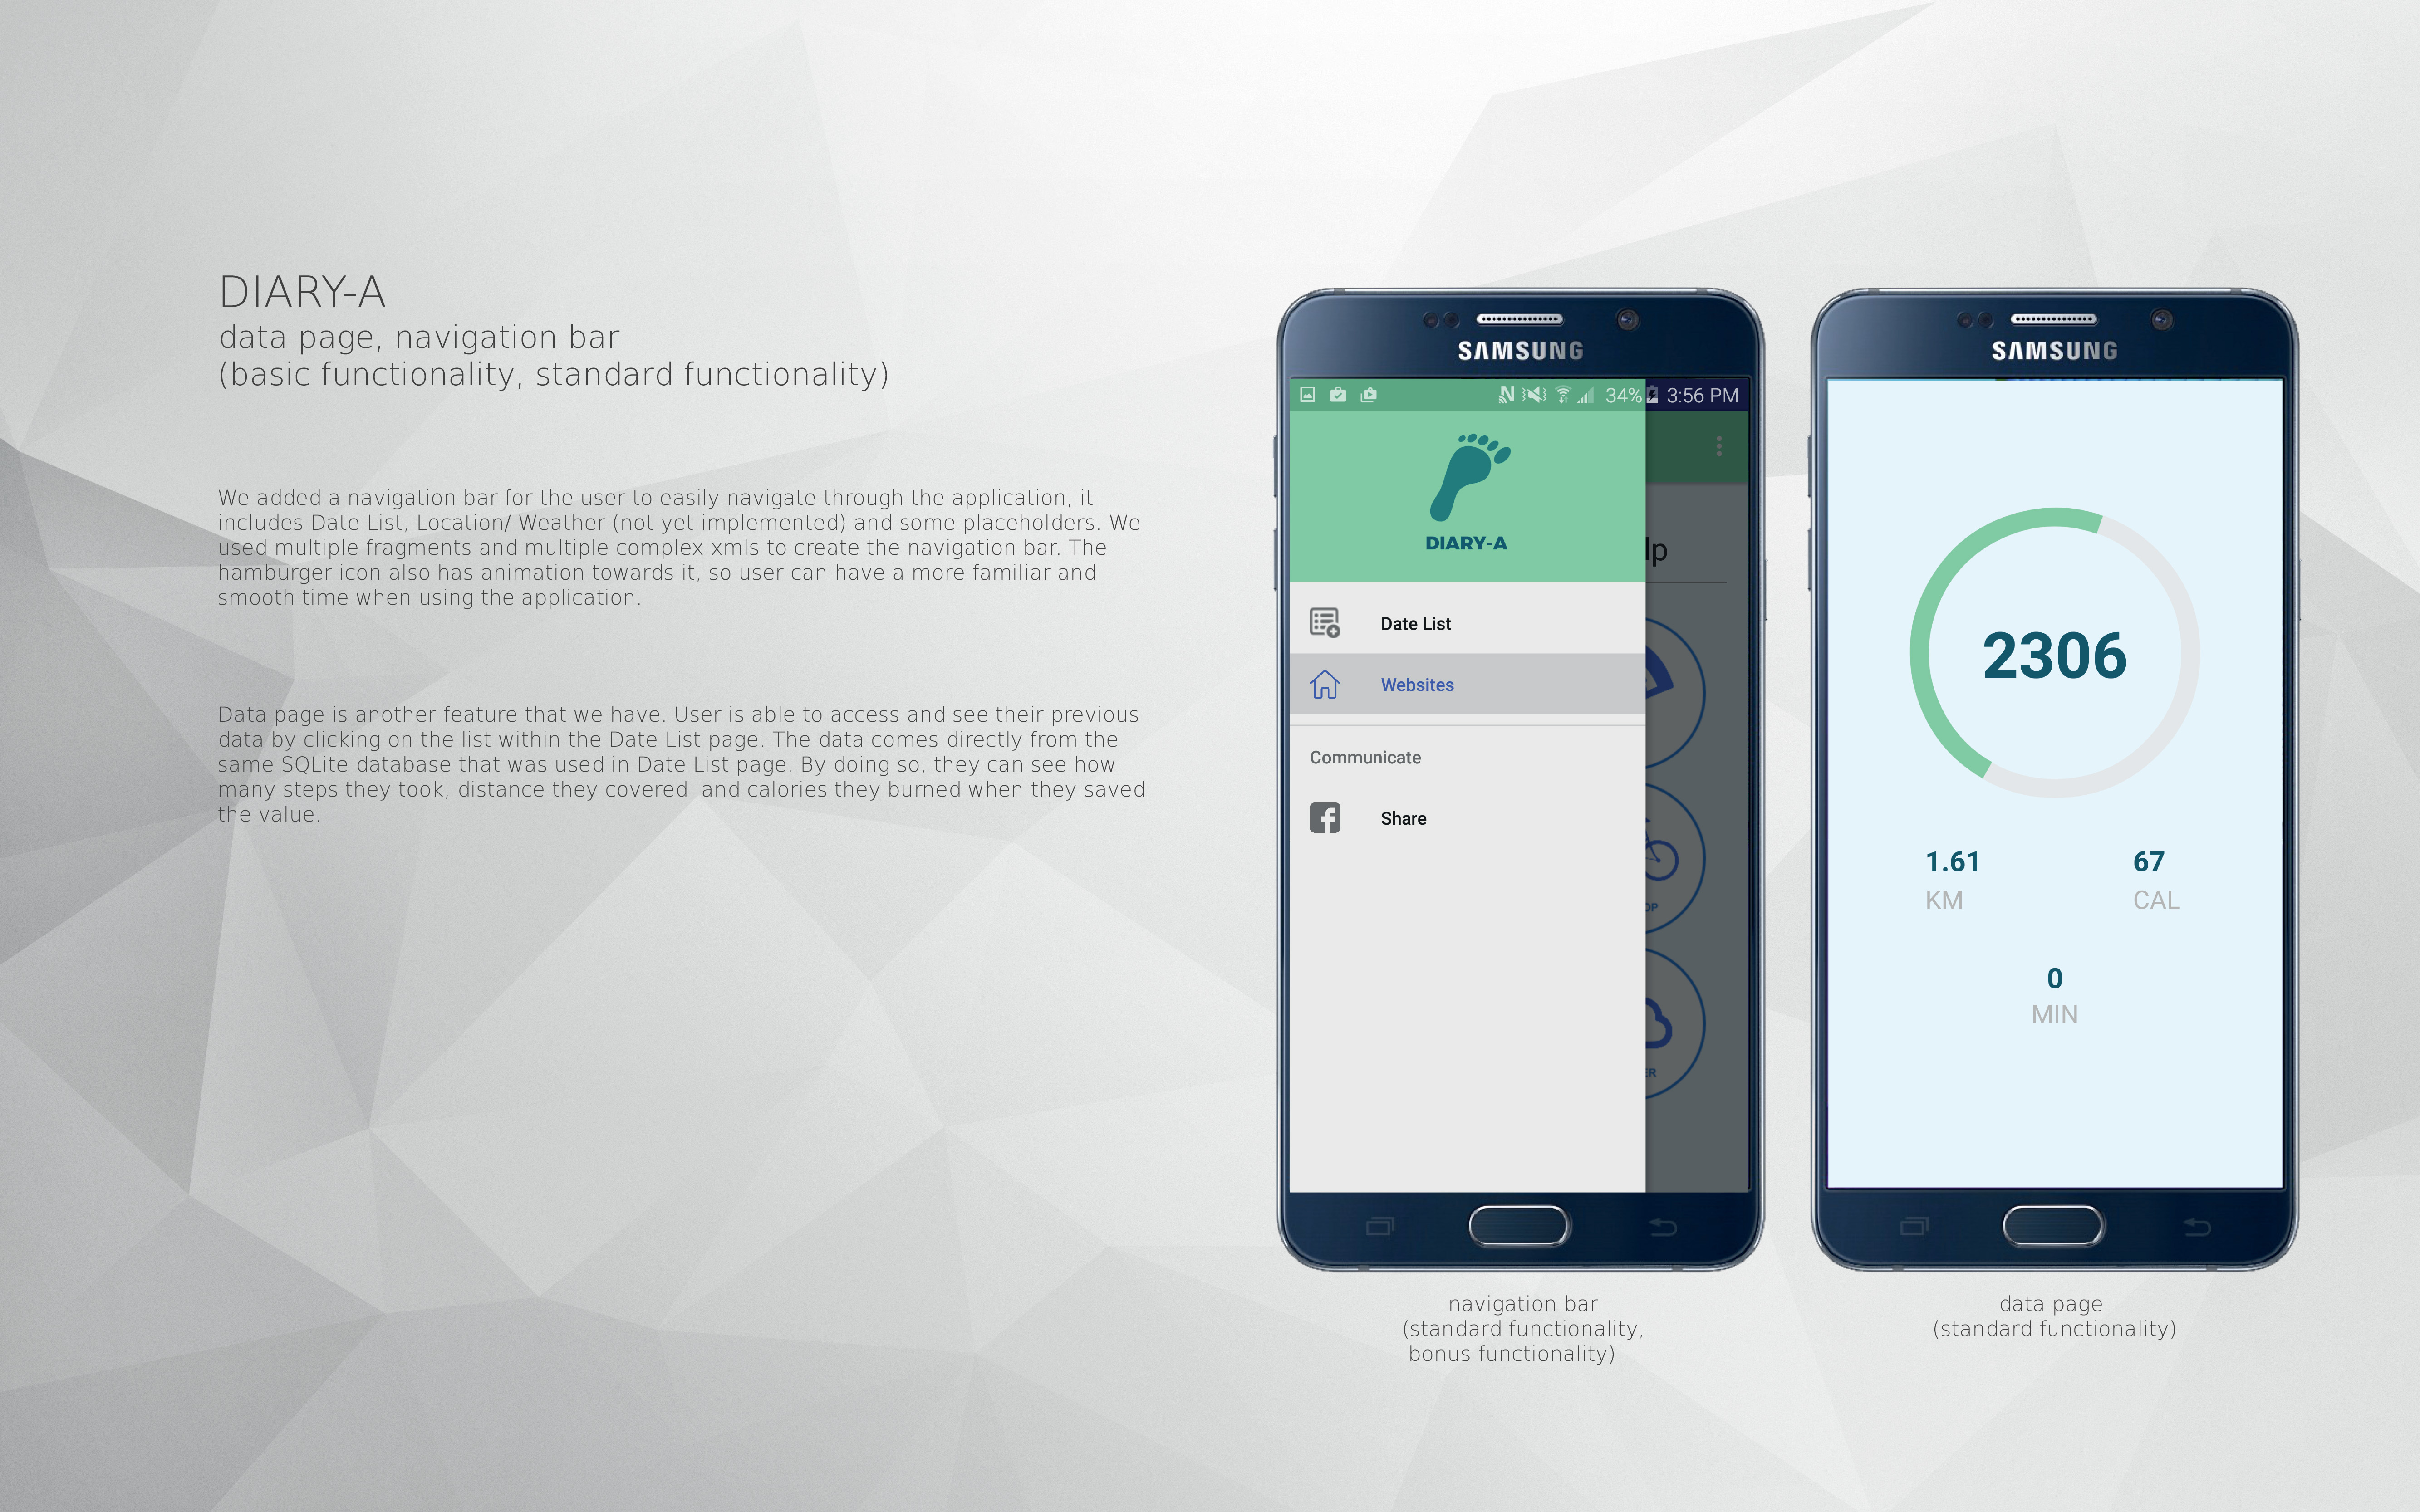 DIARY-A
data page, navigation bar
(basic functionality, standard functionality)
We added a navigation bar for the user to easily navigate through the application, it
includes Date List, Location/ Weather (not yet implemented) and some placeholders. We
used multiple fragments and multiple complex xmls to create the navigation bar. The
hamburger icon also has animation towards it, so user can have a more familiar and
smooth time when using the application.
Data page is another feature that we have. User is able to access and see their previous
data by clicking on the list within the Date List page. The data comes directly from the
same SQLite database that was used in Date List page. By doing so, they can see how
many steps they took, distance they covered  and calories they burned when they saved
the value.
SAMSUNG
34% 3:56 PM
DIARY-A
lp
Date List
Websites
Communicate
Share
OP
ER
navigation bar
(standard functionality,
bonus functionality)
SAMSUNG
2306
1.61
KM
67
CAL
0
MIN
data page
(standard functionality)